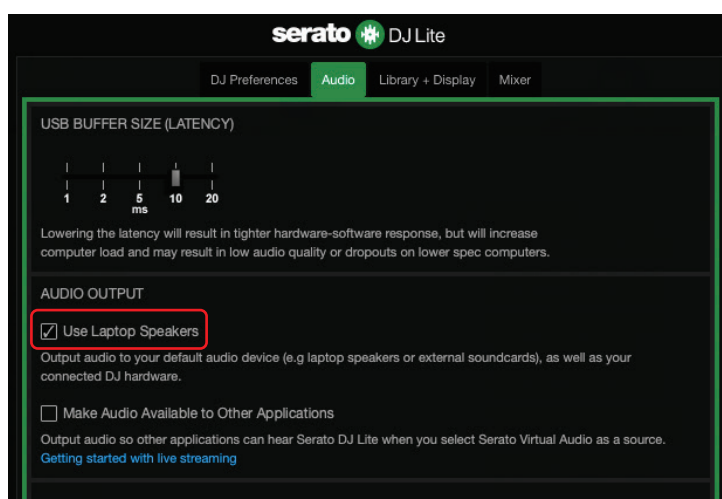 serato DJ Lite
DJ Preferences Audio Library + Display Mixer
USB BUFFER SIZE (LATENCY)
1 2 5 10 20
ms
Lowering the latency will result in tighter hardware-software response, but will increase
computer load and may result in low audio quality or dropouts on lower spec computers.
AUDIO OUTPUT
Use Laptop Speakers
Output audio to your default audio device (e.g laptop speakers or external soundcards), as well as your
connected DJ hardware.
Make Audio Available to Other Applications
Output audio so other applications can hear Serato DJ Lite when you select Serato Virtual Audio as a source.
Getting started with live streaming